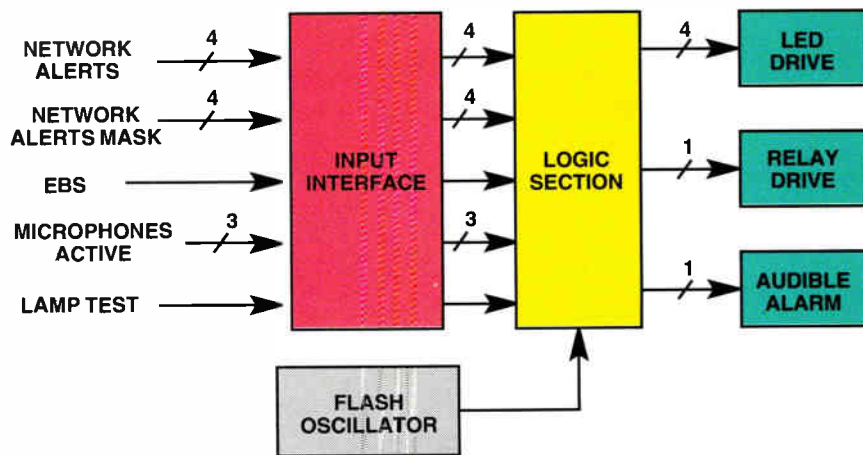 NETWORK
ALERTS
4
4
4
LED
DRIVE
NETWORK
ALERTS MASK
4
4
INPUT
INTERFACE
LOGIC
SECTION
1
RELAY
DRIVE
EBS
MICROPHONES
ACTIVE
3
3
LAMP TEST
1
AUDIBLE
ALARM
FLASH
OSCILLATOR